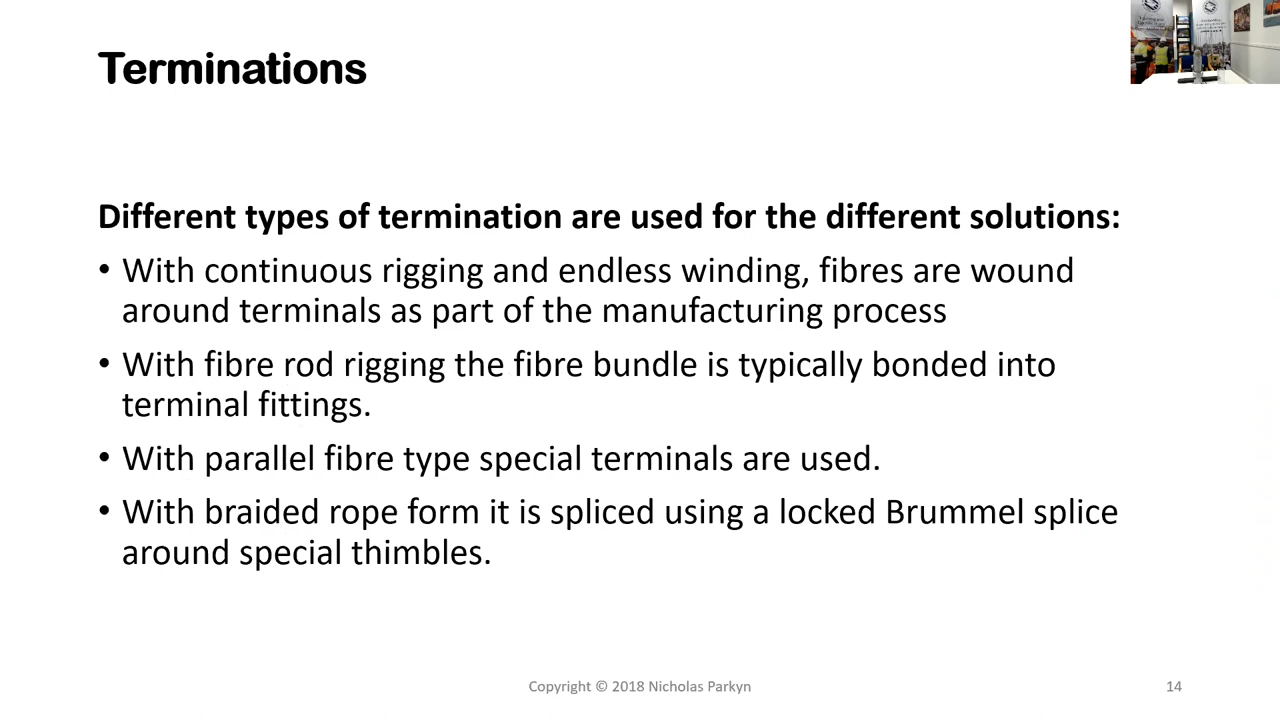 Terminations
Different types of termination are used for the different solutions:
• With continuous rigging and endless winding, fibres are wound
around terminals as part of the manufacturing process
• With fibre rod rigging the fibre bundle is typically bonded into
terminal fittings.
• With parallel fibre type special terminals are used.
• With braided rope form it is spliced using a locked Brummel splice
around special thimbles.
Copyright © 2018 Nicholas Parkyn
14